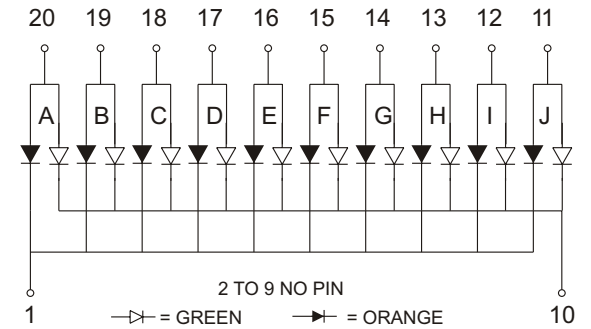 20 19 18 17 16 15 14 13 12 11
A B C D E F G H I J
2 TO 9 NO PIN
1 = GREEN = ORANGE 10